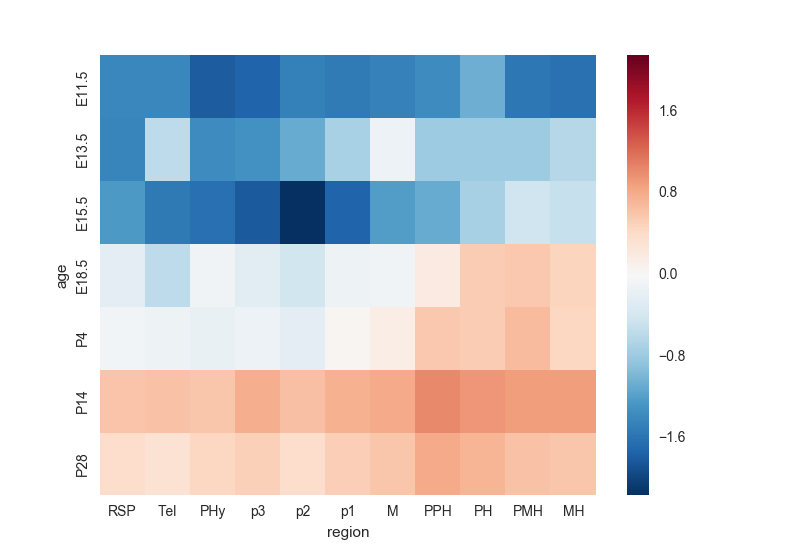 E11.5
E13.5
E15.5
E18.5
P4
P14
P28
age
RSP Tel PHy p3 p2 p1 M PPH PH PMH MH
region
1.6
0.8
0.0
−0.8
−1.6